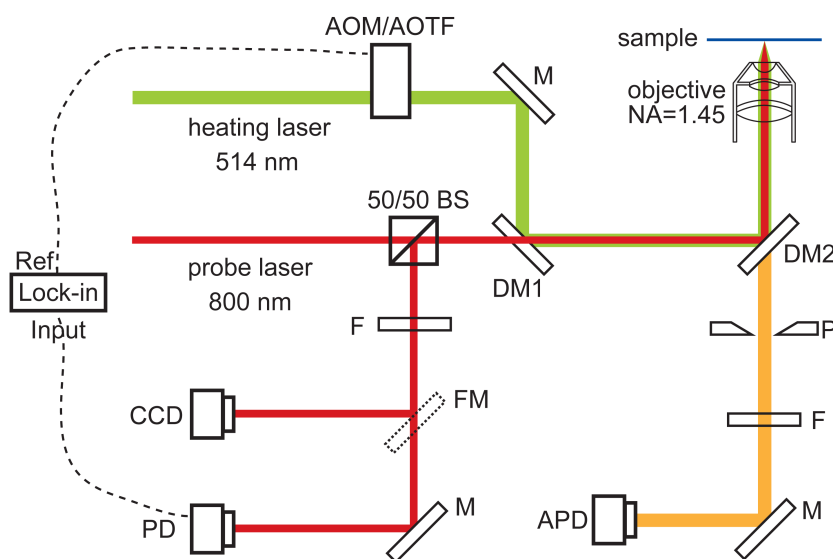 AOM/AOTF
M
sample
objective
NA=1.45
heating laser
514 nm
50/50 BS
probe laser
800 nm
DM1
DM2
Ref
Lock-in
Input
F
P
CCD
FM
F
PD
M
APD
M